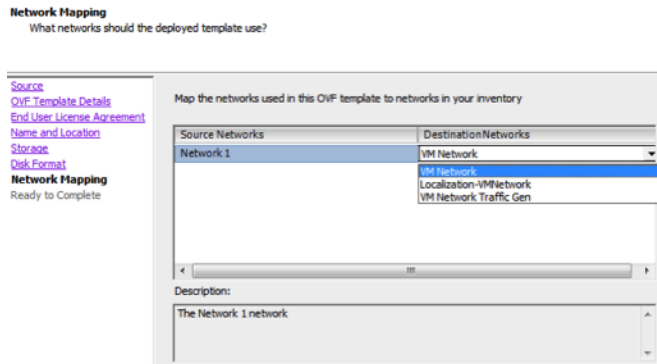 Network Mapping
What networks should the deployed template use?
Source
OVF Template Details
End User License Agreement
Name and Location
Storage
Disk Format
Network Mapping
Ready to Complete
Map the networks used in this OVF template to networks in your inventory
Source Networks DestinationNetworks
Network 1 VM Network
VM Network
Localization-VMNetwork
VM Network Traffic Gen
Description:
The Network 1 network